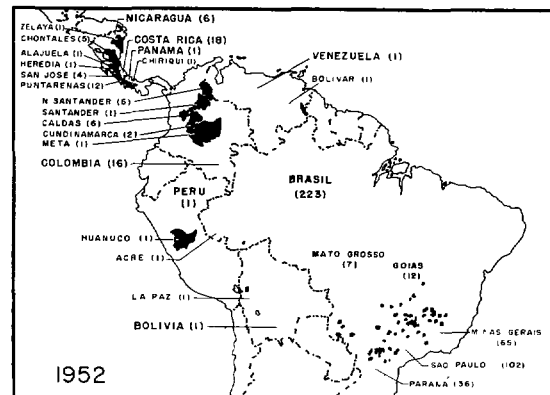 NICARAGUA (6)
ZELAYA (1)
CHONTALES (5)
COSTA RICA (18)
ALAJUELA (1)
PANAMA (1)
HEREDIA (1)
CHIRIQUI (1)
SAN JOSE (4)
PUNTARENAS (12)
VENEZUELA (1)
BOLIVAR (1)
N SANTANDER (6)
SANTANDER (1)
CALDAS (6)
CUNDINAMARCA (2)
META (1)
COLOMBIA (16)
PERU
(1)
BRASIL
(223)
HUANUCO (1)
ACRE (1)
MATO GROSSO
(7)
GOIAS
(12)
LA PAZ (1)
BOLIVIA (1)
MINAS GERAIS
(65)
SAO PAULO (102)
PARANA (36)
1952